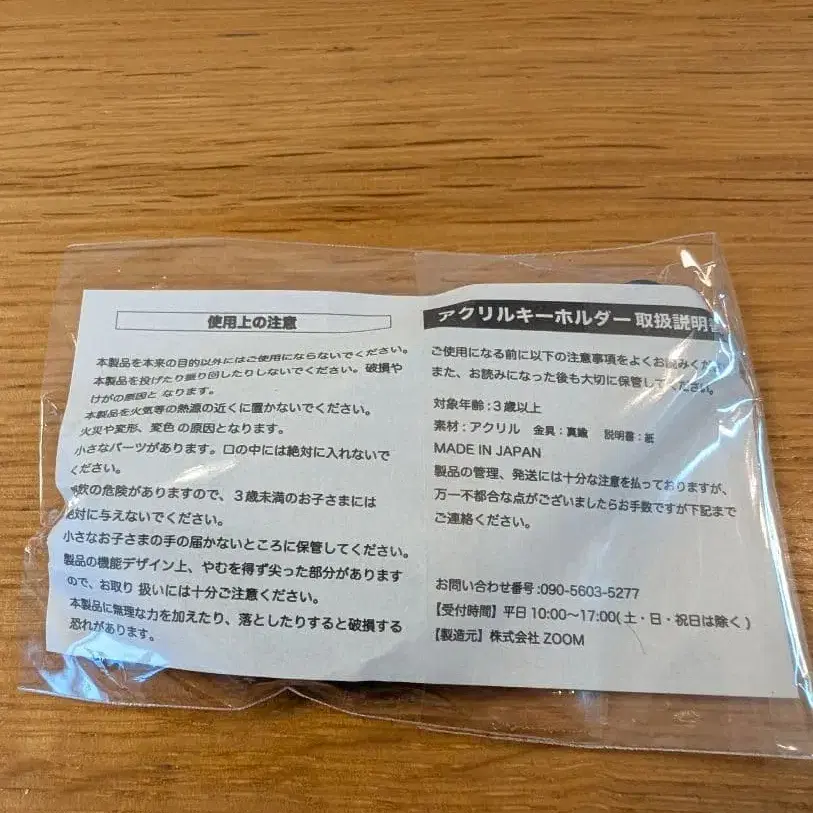 使用上の注意
本製品を本来の目的以外にはご使用にならないでください。
本製品を投げたり振り回したりしないでください。破損や
けがの原因と なります。
本製品を火気等の熱源の近くに置かないでください。
火災や変形、変色 の原因となります。
小さなパーツがあります。口の中には絶対に入れないで
ください。
飲の危険がありますので、３歳未満のお子さまには
絶対に与えないでください。
小さなお子さまの手の届かないところに保管してください。
製品の機能デザイン上、やむを得ず尖った部分があります
ので、お取り 扱いには十分ご注意ください。
本製品に無理な力を加えたり、落としたりすると破損する
恐れがあります。
アクリルキーホルダー 取扱説明書
ご使用になる前に以下の注意事項をよくお読みくだ
また、お読みになった後も大切に保管してください。
対象年齢 : 3 歳以上
素材 : アクリル 金具 : 真鍮 説明書 : 紙
MADE IN JAPAN
製品の管理、発送には十分な注意を払っておりますが、
万一不都合な点がございましたらお手数ですが下記まで
ご連絡ください。
お問い合わせ番号 :090-5603-5277
【受付時間】平日 10:00〜17:00( 土・日・祝日は除く )
【製造元】株式会社 ZOOM